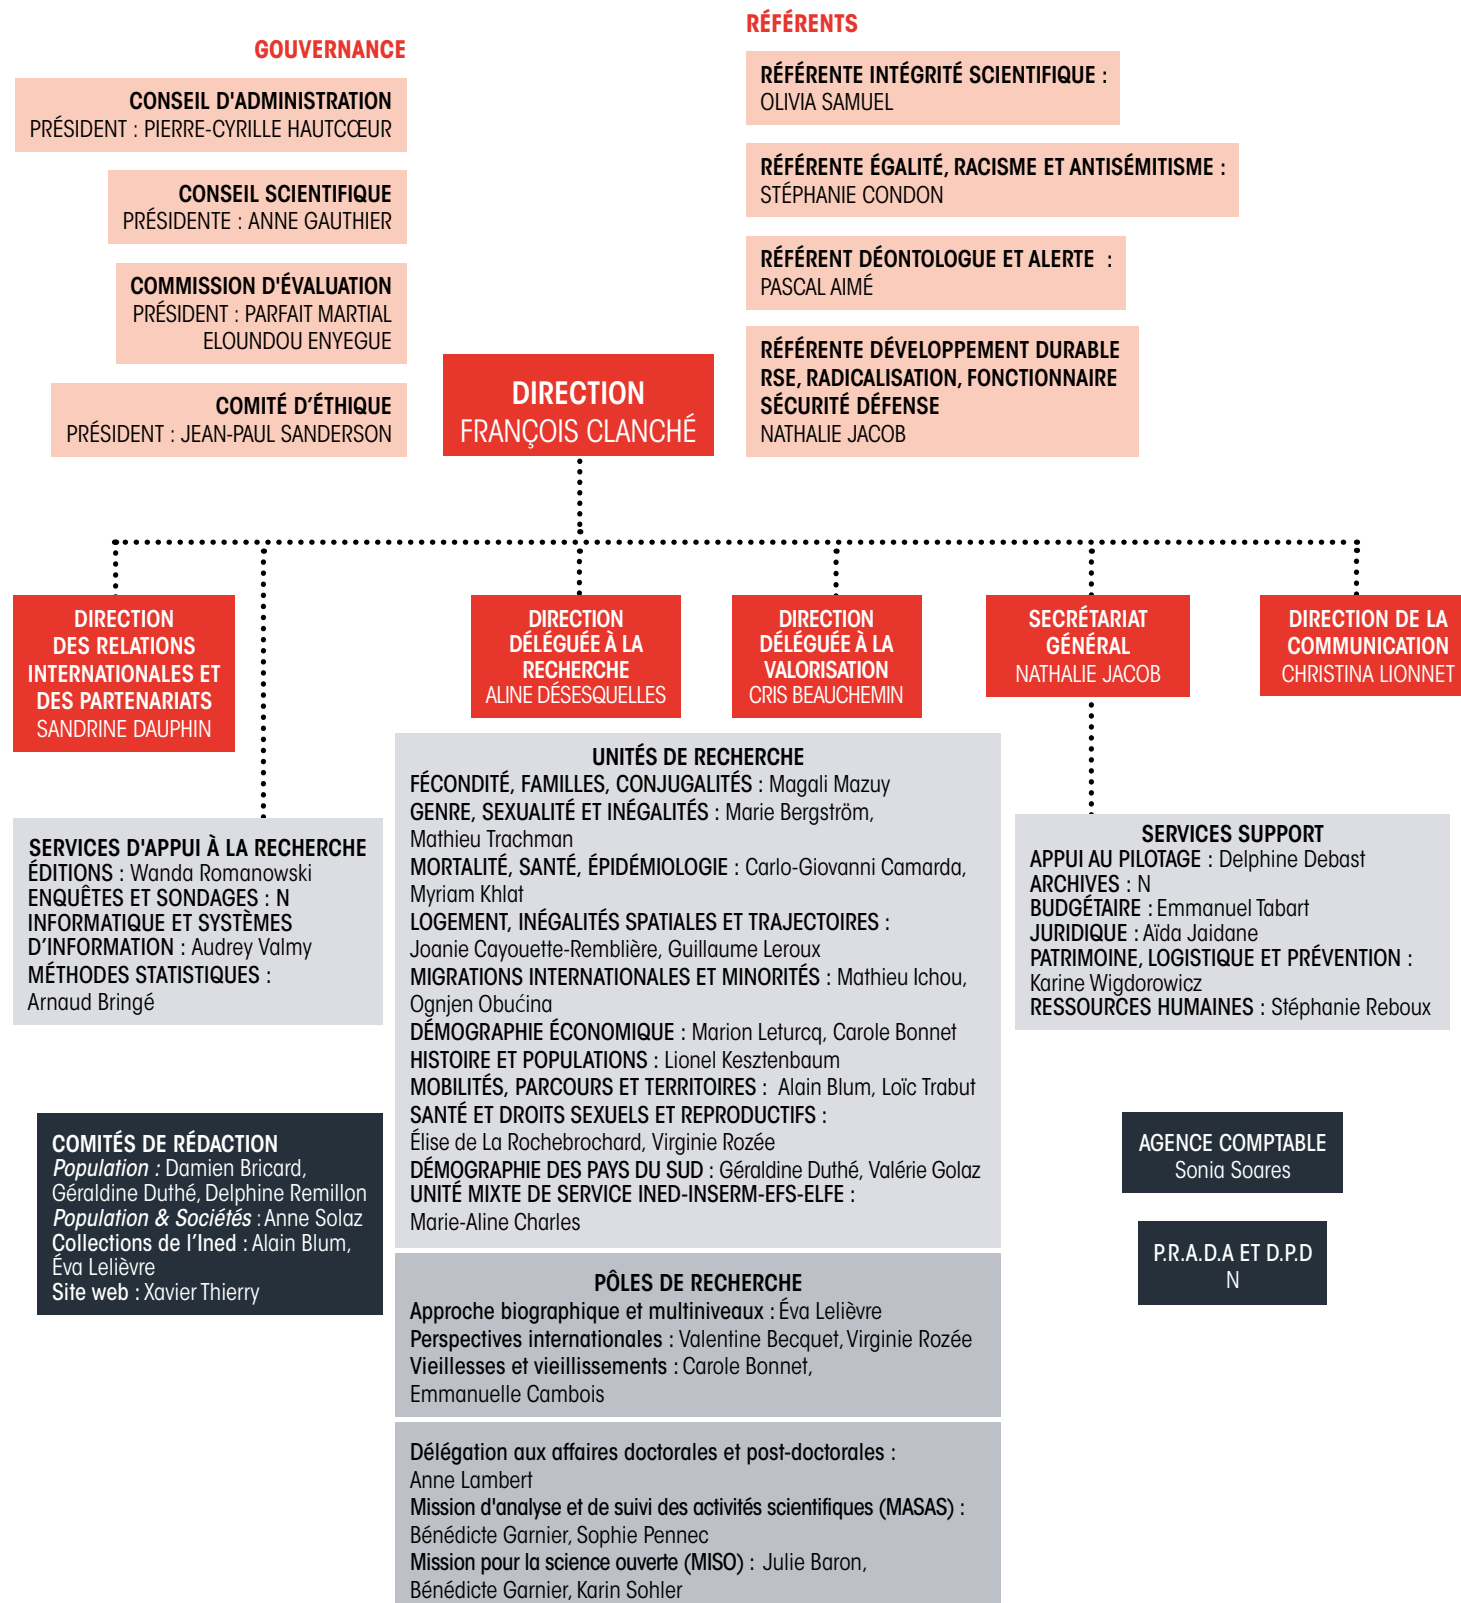 GOUVERNANCE
CONSEIL D'ADMINISTRATION
PRÉSIDENT : PIERRE-CYRILLE HAUTCŒUR
CONSEIL SCIENTIFIQUE
PRÉSIDENTE : ANNE GAUTHIER
COMMISSION D'ÉVALUATION
PRÉSIDENT : PARFAIT MARTIAL
ELOUNDOU ENYEGUE
COMITÉ D’ÉTHIQUE
PRÉSIDENT : JEAN-PAUL SANDERSON
RÉFÉRENTS
RÉFÉRENTE INTÉGRITÉ SCIENTIFIQUE :
OLIVIA SAMUEL
RÉFÉRENTE ÉGALITÉ, RACISME ET ANTISÉMITISME :
STÉPHANIE CONDON
RÉFÉRENT DÉONTOLOGUE ET ALERTE :
PASCAL AIMÉ
RÉFÉRENTE DÉVELOPPEMENT DURABLE
RSE, RADICALISATION, FONCTIONNAIRE
SÉCURITÉ DÉFENSE
NATHALIE JACOB
DIRECTION
FRANÇOIS CLANCHÉ
DIRECTION
DES RELATIONS
INTERNATIONALES ET
DES PARTENARIATS
SANDRINE DAUPHIN
DIRECTION
DÉLÉGUÉE À LA
RECHERCHE
ALINE DÉSESQUELLES
DIRECTION
DÉLÉGUÉE À LA
VALORISATION
CRIS BEAUCHEMIN
SECRÉTARIAT
GÉNÉRAL
NATHALIE JACOB
DIRECTION DE LA
COMMUNICATION
CHRISTINA LIONNET
SERVICES D'APPUI À LA RECHERCHE
ÉDITIONS : Wanda Romanowski
ENQUÊTES ET SONDAGES : N
INFORMATIQUE ET SYSTÈMES
D’INFORMATION : Audrey Valmy
MÉTHODES STATISTIQUES :
Arnaud Bringé
UNITÉS DE RECHERCHE
FÉCONDITÉ, FAMILLES, CONJUGALITÉS : Magali Mazuy
GENRE, SEXUALITÉ ET INÉGALITÉS : Marie Bergström,
Mathieu Trachman
MORTALITÉ, SANTÉ, ÉPIDÉMIOLOGIE : Carlo-Giovanni Camarda,
Myriam Khlat
LOGEMENT, INÉGALITÉS SPATIALES ET TRAJECTOIRES :
Joanie Cayouette-Remblière, Guillaume Leroux
MIGRATIONS INTERNATIONALES ET MINORITÉS : Mathieu Ichou,
Ognjen Obućina
DÉMOGRAPHIE ÉCONOMIQUE : Marion Leturcq, Carole Bonnet
HISTOIRE ET POPULATIONS : Lionel Kesztenbaum
MOBILITÉS, PARCOURS ET TERRITOIRES : Alain Blum, Loïc Trabut
SANTÉ ET DROITS SEXUELS ET REPRODUCTIFS :
Élise de La Rochebrochard, Virginie Rozée
DÉMOGRAPHIE DES PAYS DU SUD : Géraldine Duthé, Valérie Golaz
UNITÉ MIXTE DE SERVICE INED-INSERM-EFS-ELFE :
Marie-Aline Charles
SERVICES SUPPORT
APPUI AU PILOTAGE : Delphine Debast
ARCHIVES : N
BUDGÉTAIRE : Emmanuel Tabart
JURIDIQUE : Aïda Jaidane
PATRIMOINE, LOGISTIQUE ET PRÉVENTION :
Karine Wigdorowicz
RESSOURCES HUMAINES : Stéphanie Reboux
COMITÉS DE RÉDACTION
Population : Damien Bricard,
Géraldine Duthé, Delphine Remillon
Population & Sociétés : Anne Solaz
Collections de l’Ined : Alain Blum,
Éva Lelièvre
Site web : Xavier Thierry
AGENCE COMPTABLE
Sonia Soares
P.R.A.D.A ET D.P.D
N
PÔLES DE RECHERCHE
Approche biographique et multiniveaux : Éva Lelièvre
Perspectives internationales : Valentine Becquet, Virginie Rozée
Vieillesses et vieillissements : Carole Bonnet,
Emmanuelle Cambois
Délégation aux affaires doctorales et post-doctorales :
Anne Lambert
Mission d'analyse et de suivi des activités scientifiques (MASAS) :
Bénédicte Garnier, Sophie Pennec
Mission pour la science ouverte (MISO) : Julie Baron,
Bénédicte Garnier, Karin Sohler